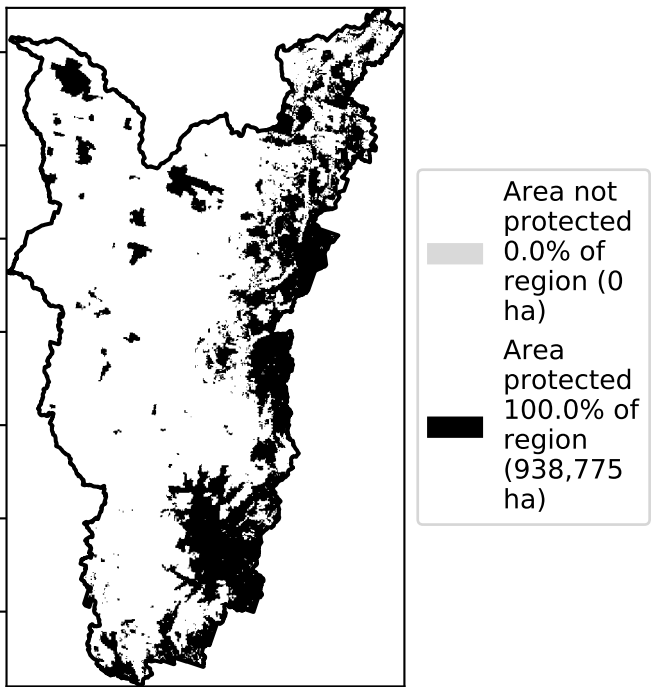 Area not
protected
0.0% of
region (0
ha)
Area
protected
100.0% of
region
(938,775
ha)